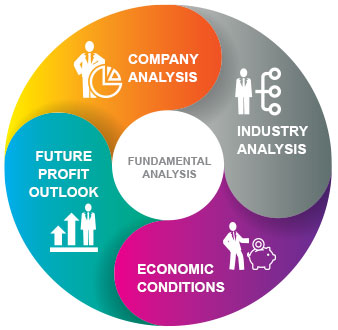 COMPANY
ANALYSIS
INDUSTRY
ANALYSIS
FUTURE
PROFIT
OUTLOOK
FUNDAMENTAL
ANALYSIS
ECONOMIC
CONDITIONS